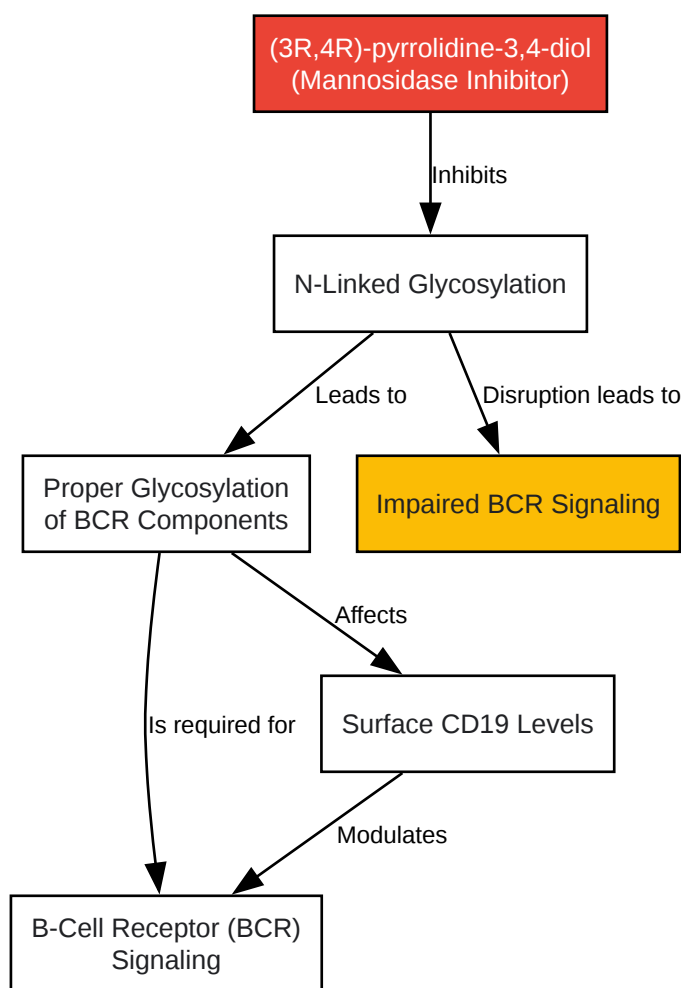 (3R,4R)-pyrrolidine-3,4-diol
(Mannosidase Inhibitor)
Inhibits
N-Linked Glycosylation
Leads to
Disruption leads to
Proper Glycosylation
of BCR Components
Impaired BCR Signaling
Affects
Is required for
Surface CD19 Levels
Modulates
B-Cell Receptor (BCR)
Signaling